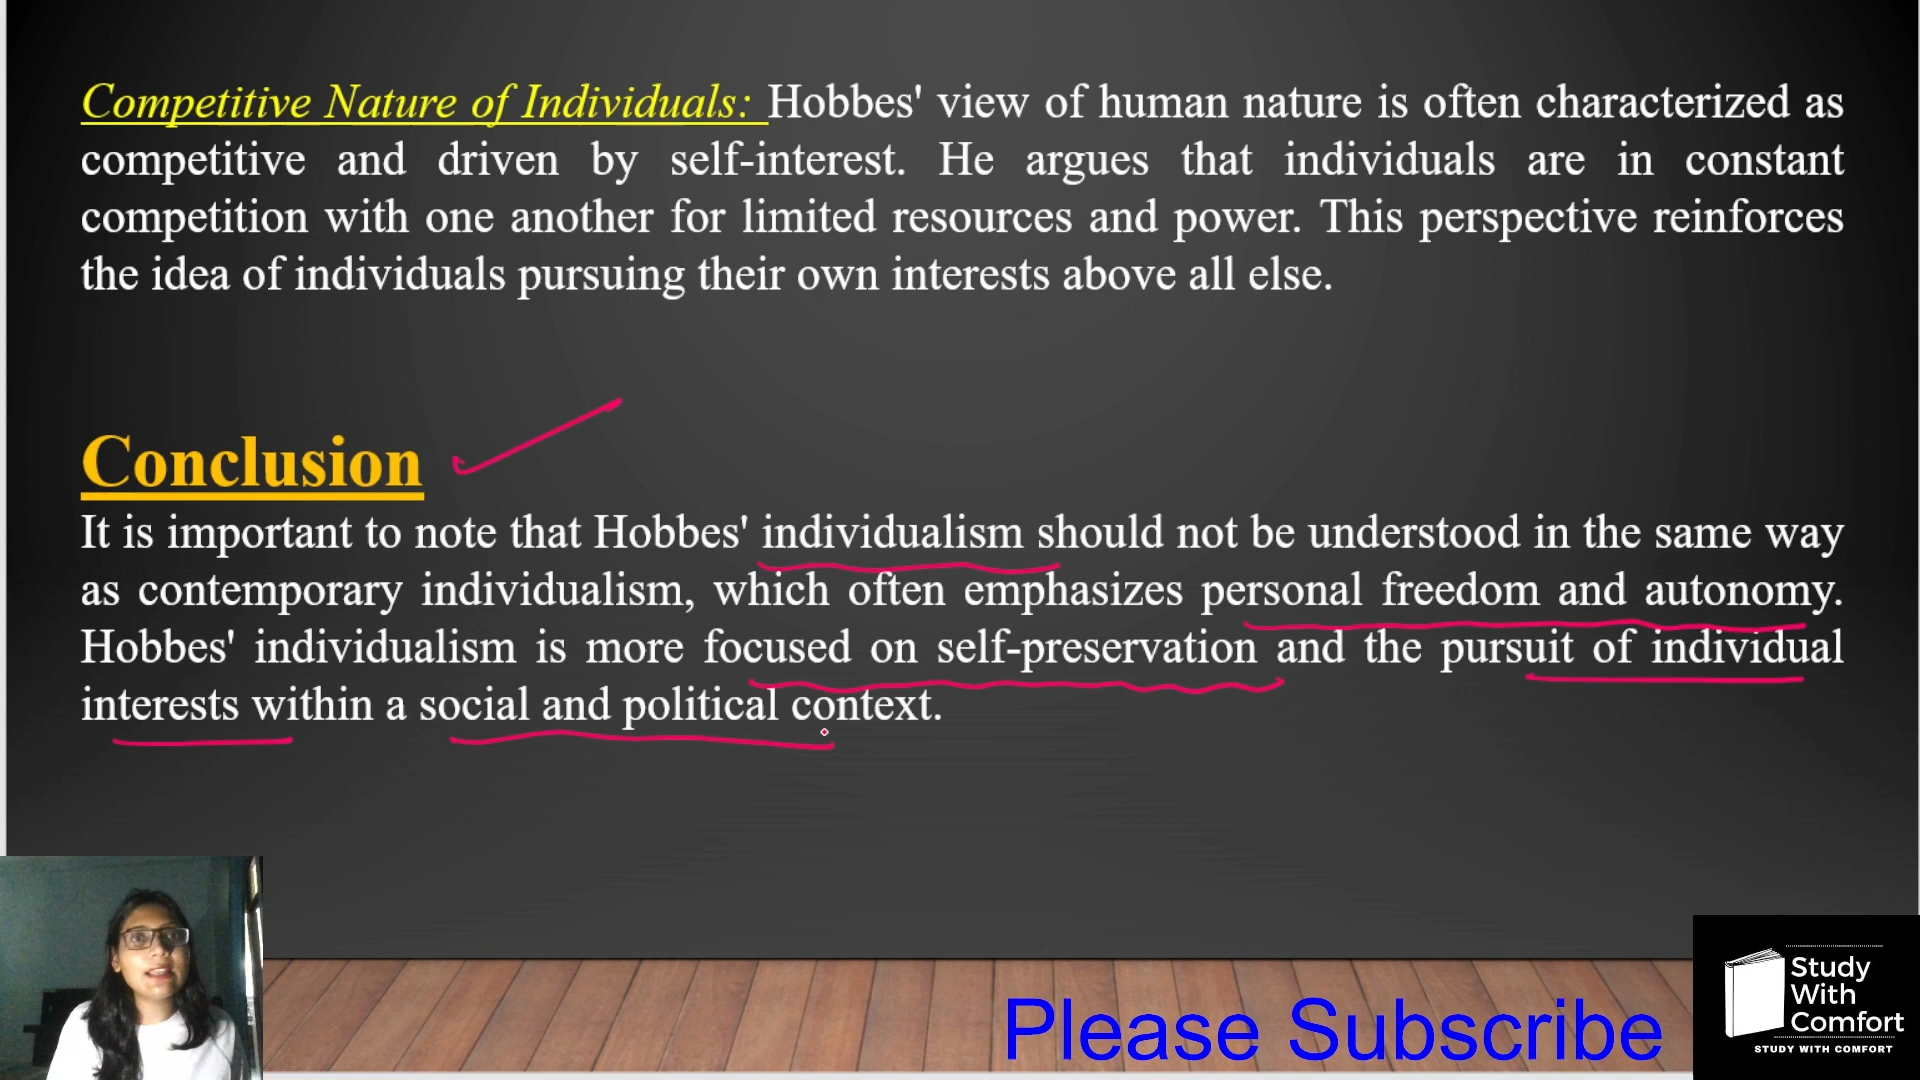 Competitive Nature of Individuals: Hobbes' view of human nature is often characterized as
competitive and driven by self-interest. He argues that individuals are in constant
competition with one another for limited resources and power. This perspective reinforces
the idea of individuals pursuing their own interests above all else.
Conclusion
It is important to note that Hobbes' individualism should not be understood in the same way
as contemporary individualism, which often emphasizes personal freedom and autonomy.
Hobbes' individualism is more focused on self-preservation and the pursuit of individual
interests within a social and political context.
Please Subscribe
Study
With
Comfort
STUDY WITH COMFORT